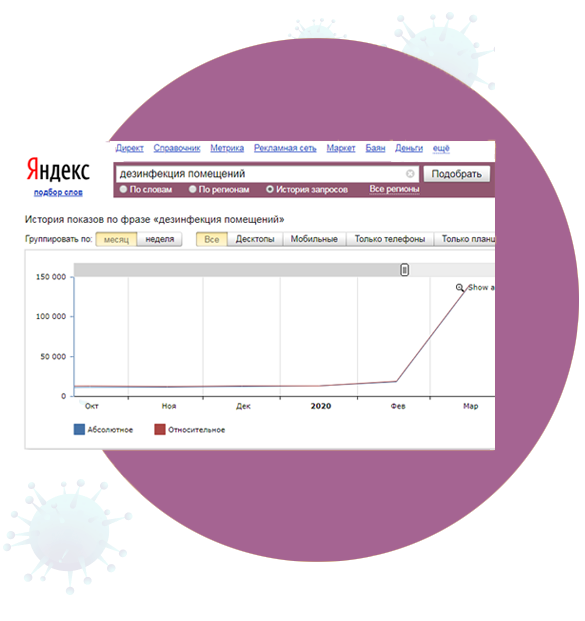 Директ Справочник Метрика Рекламная сеть Маркет Баян Деньги ещё
Яндекс
подбор слов
дезинфекция помещений
Подобрать
По словам По регионам История запросов Все регионы
История показов по фразе «дезинфекция помещений»
Группировать по: месяц неделя Все Десктопы Мобильные Только телефоны Только планш
Show a
150 000
100 000
50 000
0
Окт Ноя Дек 2020 Фев Мар
Абсолютное Относительное